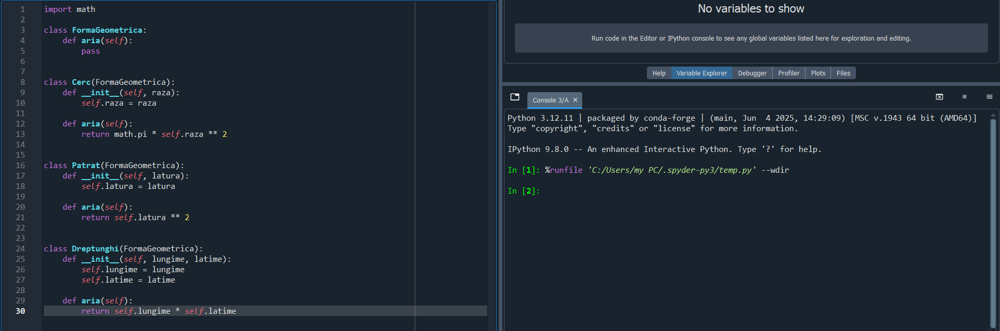 1 import math
2
3 class FormaGeometrica:
4     def aria(self):
5         pass
6
7
8 class Cerc(FormaGeometrica):
9     def __init__(self, raza):
10         self.raza = raza
11
12     def aria(self):
13         return math.pi * self.raza ** 2
14
15
16 class Patrat(FormaGeometrica):
17     def __init__(self, latura):
18         self.latura = latura
19
20     def aria(self):
21         return self.latura ** 2
22
23
24 class Dreptunghi(FormaGeometrica):
25     def __init__(self, lungime, latime):
26         self.lungime = lungime
27         self.latime = latime
28
29     def aria(self):
30         return self.lungime * self.latime
No variables to show
Run code in the Editor or IPython console to see any global variables listed here for exploration and editing.
Help Variable Explorer Debugger Profiler Plots Files
Console 3/A
Python 3.12.11 | packaged by conda-forge | (main, Jun  4 2025, 14:29:09) [MSC v.1943 64 bit (AMD64)]
Type "copyright", "credits" or "license" for more information.
IPython 9.8.0 -- An enhanced Interactive Python. Type '?' for help.
In [1]: %runfile 'C:/Users/my PC/.spyder-py3/temp.py' --wdir
In [2]: